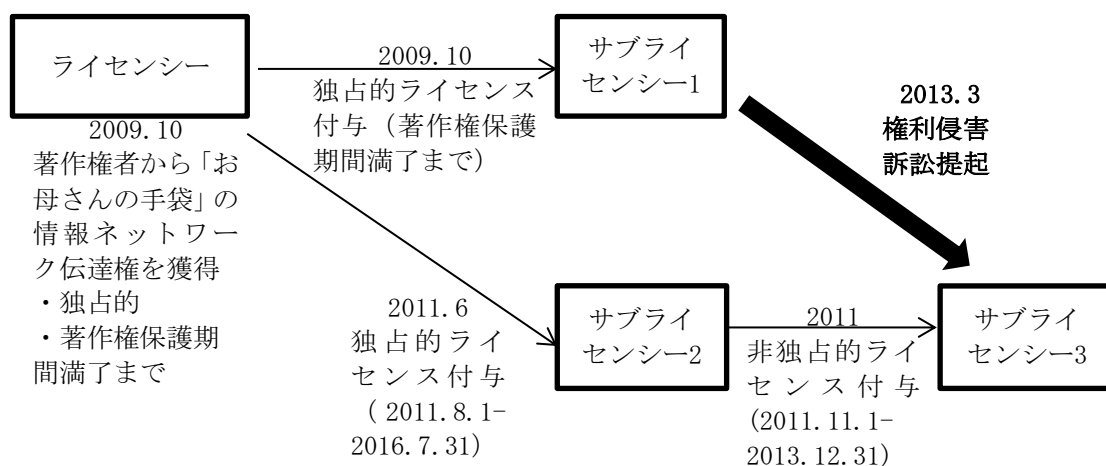 ライセンシー
2009.10
著作権者から「お
母さんの手袋」の
情報ネットワー
ク伝達権を獲得
・独占的
・著作権保護期
間満了まで
2009.10
独占的ライセンス
付与（著作権保護
期間満了まで）
サブライ
センシー1
2013.3
権利侵害
訴訟提起
2011.6
独占的ライ
センス付与
（2011.8.1-
2016.7.31）
サブライ
センシー2
2011
非独占的ライ
センス付与
(2011.11.1-
2013.12.31）
サブライ
センシー3